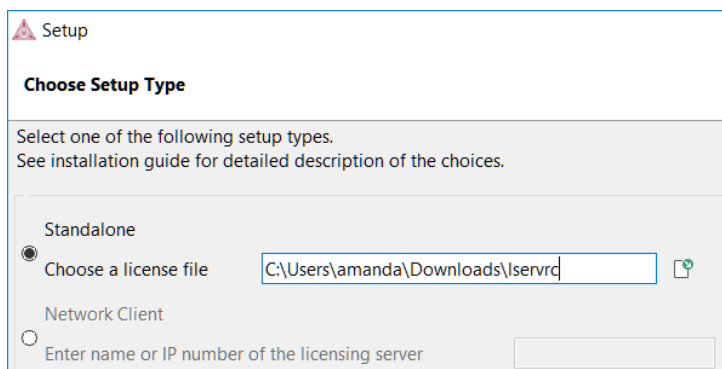 Setup
Choose Setup Type
Select one of the following setup types.
See installation guide for detailed description of the choices.
Standalone
Choose a license file C:\Users\amanda\Downloads\lservrc
Network Client
Enter name or IP number of the licensing server